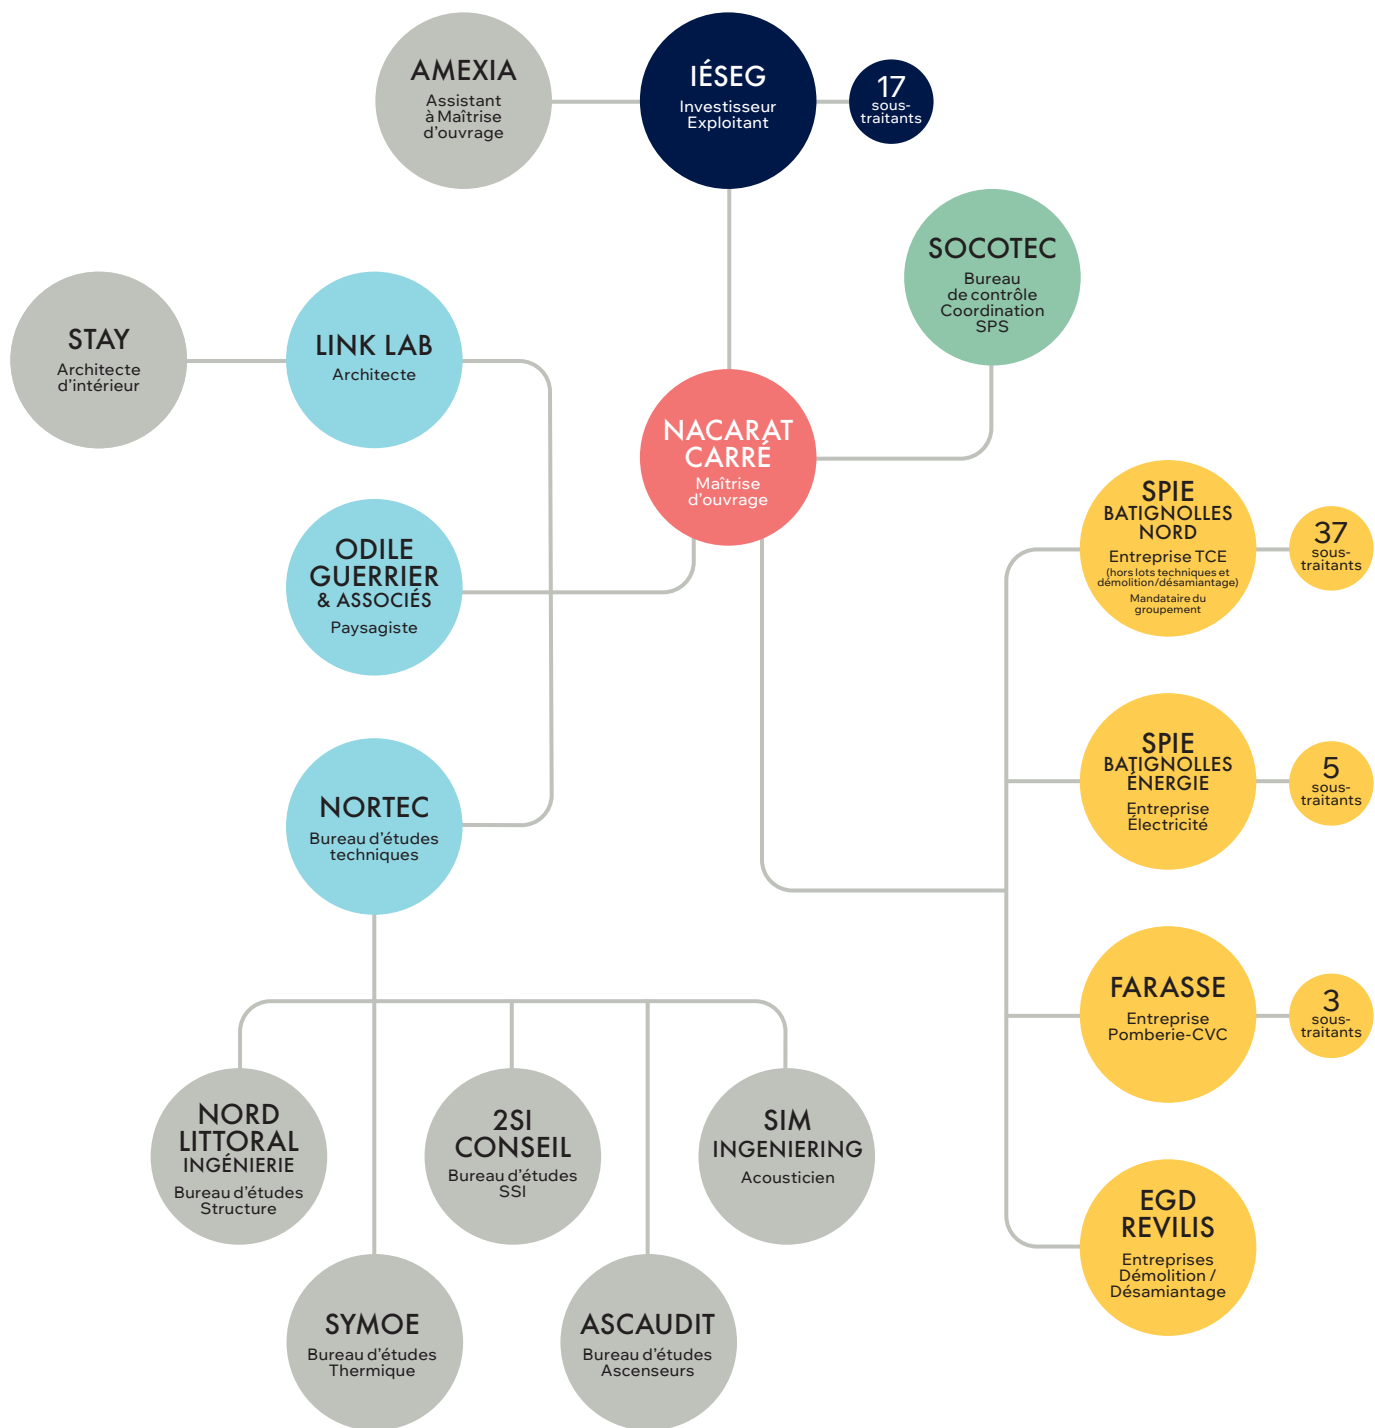 AMEXIA
Assistant
à Maîtrise
d'ouvrage
IÉSEG
Investisseur
Exploitant
17
sous-
traitants
SOCOTEC
Bureau
de contrôle
Coordination
SPS
STAY
Architecte
d'intérieur
LINK LAB
Architecte
NACARAT
CARRÉ
Maîtrise
d'ouvrage
ODILE
GUERRIER
& ASSOCIÉS
Paysagiste
SPIE
BATIGNOLLES
NORD
Entreprise TCE
(hors lots techniques et
démolition/désamiantage)
Mandataire du
groupement
37
sous-
traitants
SPIE
BATIGNOLLES
ÉNERGIE
Entreprise
Électricité
5
sous-
traitants
NORTEC
Bureau d'études
techniques
FARASSE
Entreprise
Pomberie-CVC
3
sous-
traitants
NORD
LITTORAL
INGÉNIERIE
Bureau d'études
Structure
2SI
CONSEIL
Bureau d'études
SSI
SIM
INGENIERING
Acousticien
EGD
REVILIS
Entreprises
Démolition /
Désamiantage
SYMOE
Bureau d'études
Thermique
ASCAUDIT
Bureau d'études
Ascenseurs